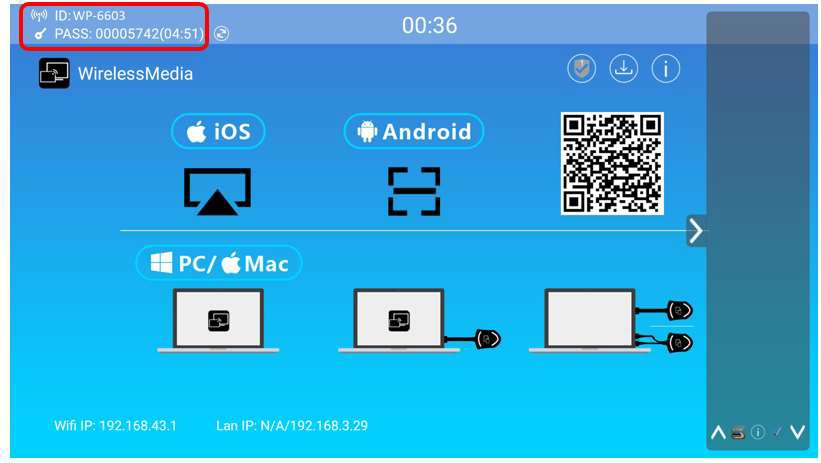 ID: WP-6603
PASS: 00005742(04:51)
00:36
WirelessMedia
iOS
Android
PC/ Mac
Wifi IP: 192.168.43.1
Lan IP: N/A/192.168.3.29